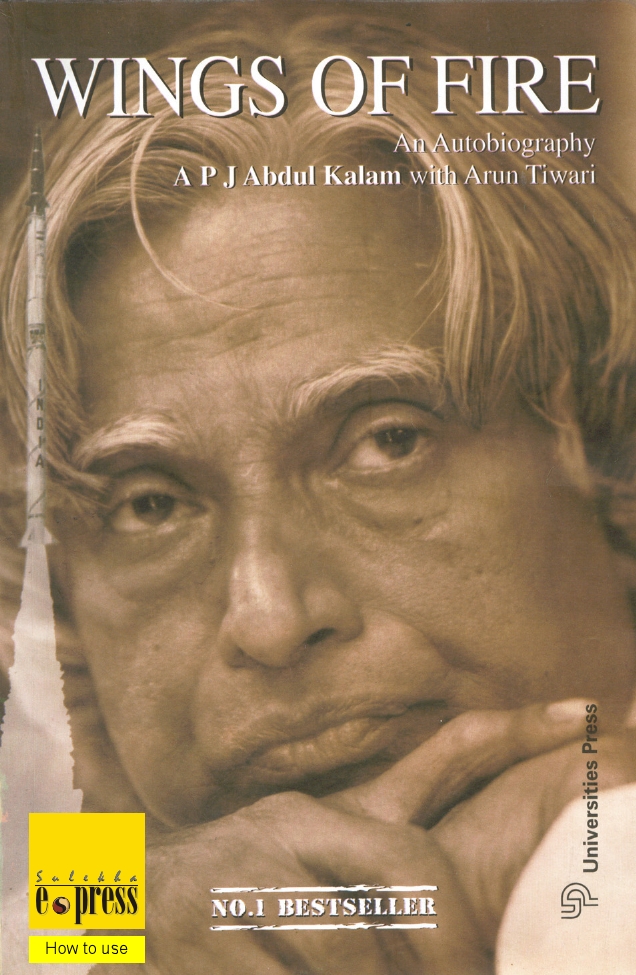 WINGS OF FIRE
An Autobiography
A P J Abdul Kalam with Arun Tiwari
INDIA
Universities Press
Sulekha
express
How to use
NO.1 BESTSELLER